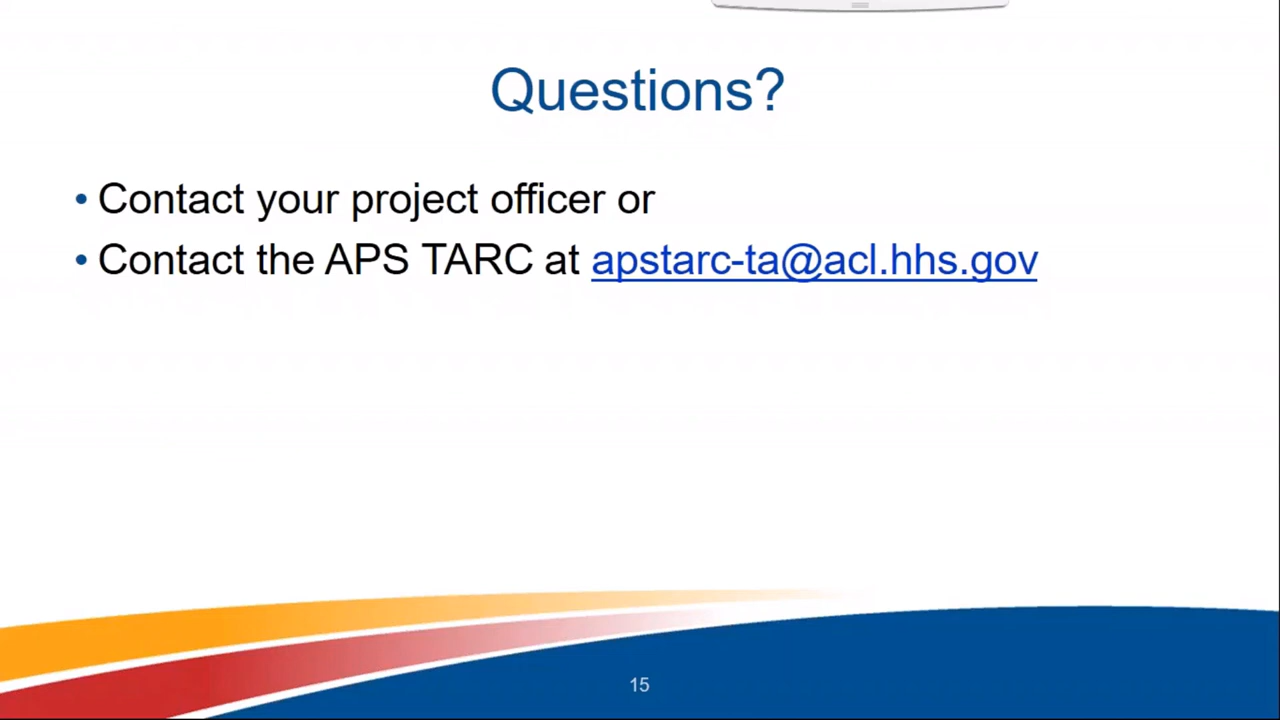 Questions?
• Contact your project officer or
• Contact the APS TARC at apstarc-ta@acl.hhs.gov
15